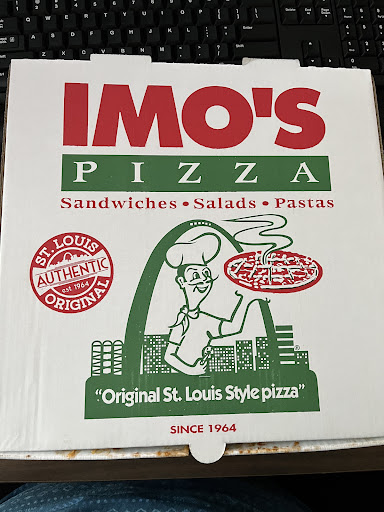 IMO'S
PIZZA
Sandwiches • Salads • Pastas
ST. LOUIS
AUTHENTIC
est. 1964
ORIGINAL
®
"Original St. Louis Style pizza"
SINCE 1964